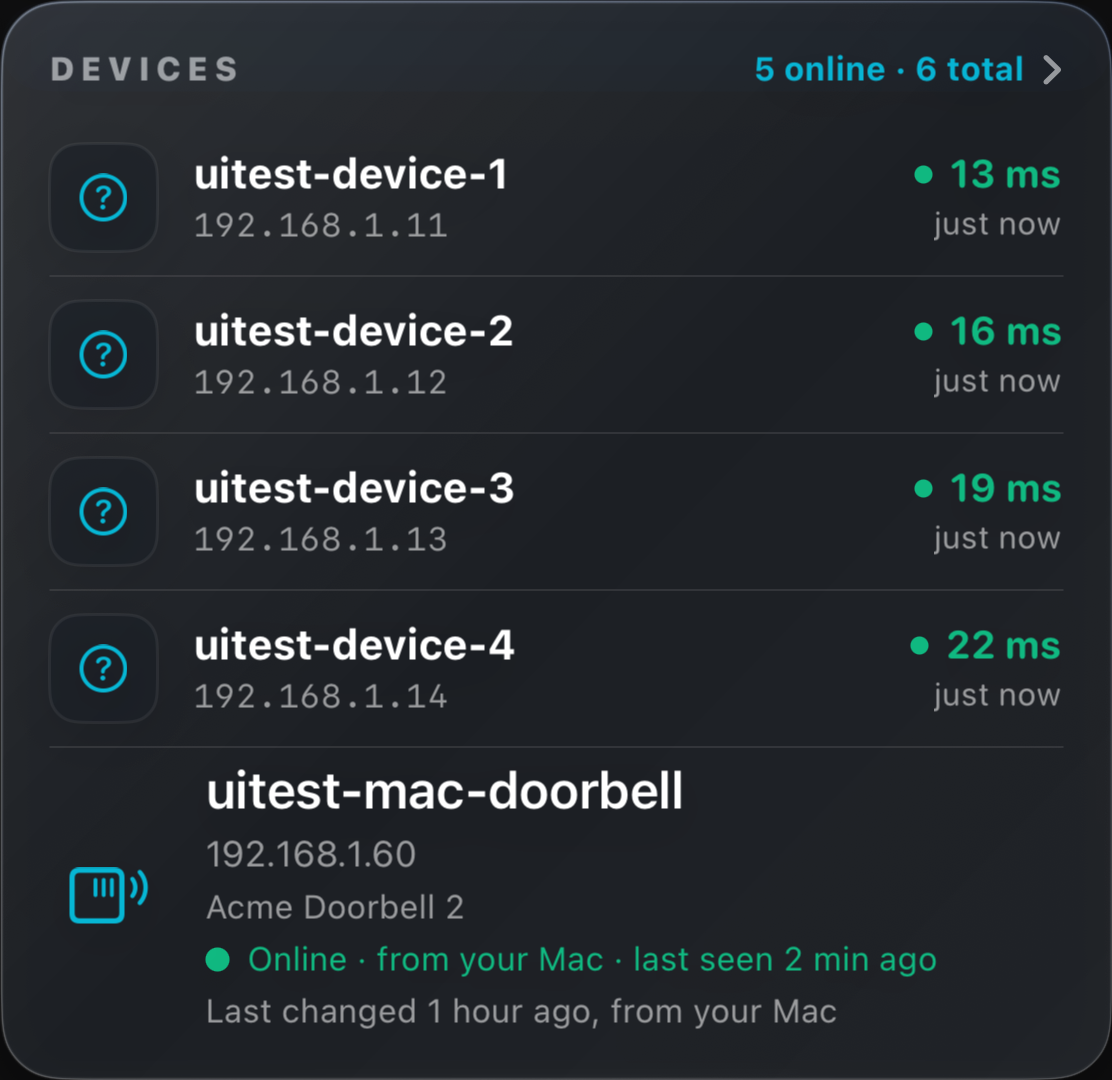 DEVICES
5 online · 6 total
uitest-device-1
13 ms
192.168.1.11
just now
uitest-device-2
16 ms
192.168.1.12
just now
uitest-device-3
19 ms
192.168.1.13
just now
uitest-device-4
22 ms
192.168.1.14
just now
uitest-mac-doorbell
192.168.1.60
Acme Doorbell 2
Online · from your Mac · last seen 2 min ago
Last changed 1 hour ago, from your Mac